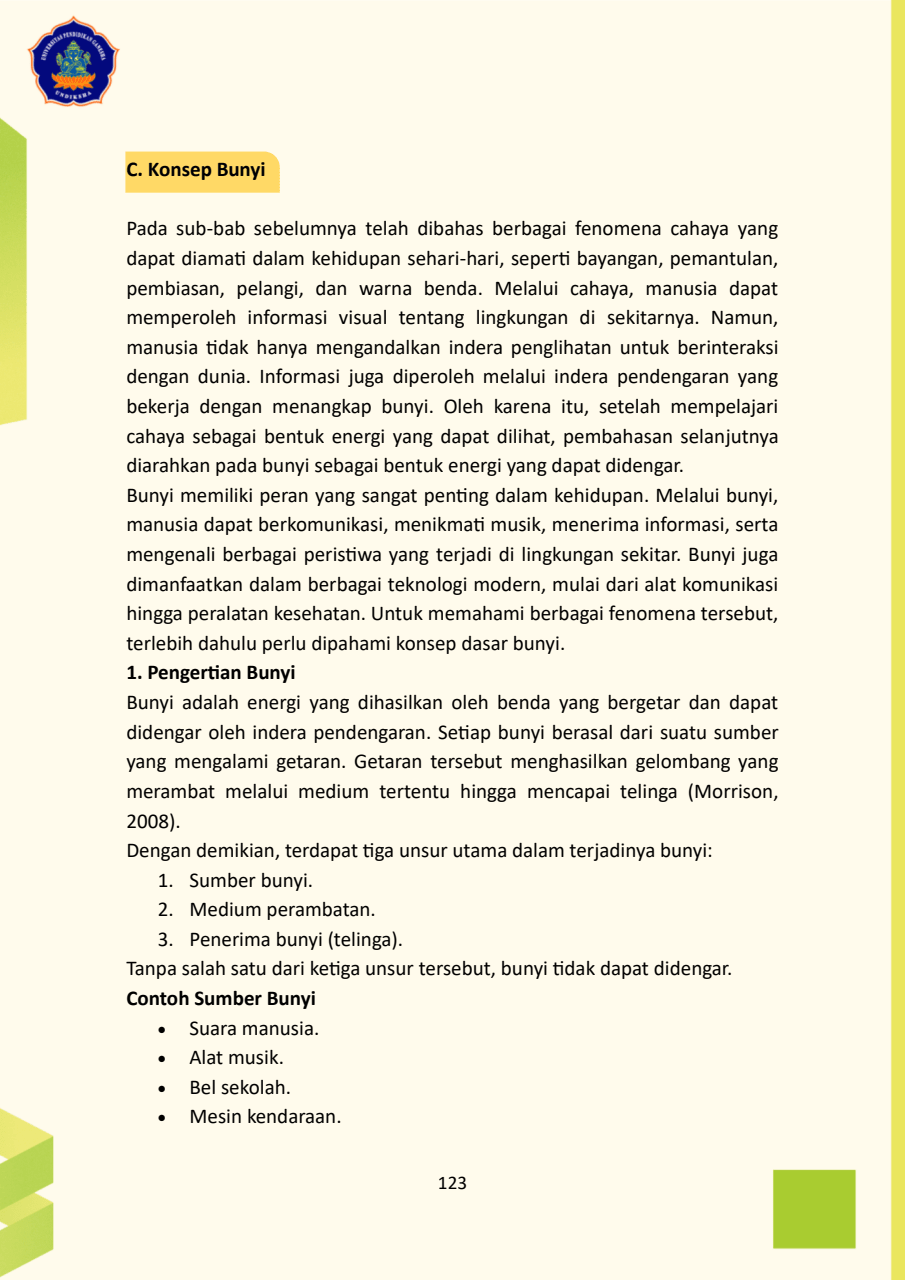 UNIVERSITAS PENDIDIKAN GANESHA
UNDIKSHA
C. Konsep Bunyi
Pada sub-bab sebelumnya telah dibahas berbagai fenomena cahaya yang
dapat diamati dalam kehidupan sehari-hari, seperti bayangan, pemantulan,
pembiasan, pelangi, dan warna benda. Melalui cahaya, manusia dapat
memperoleh informasi visual tentang lingkungan di sekitarnya. Namun,
manusia tidak hanya mengandalkan indera penglihatan untuk berinteraksi
dengan dunia. Informasi juga diperoleh melalui indera pendengaran yang
bekerja dengan menangkap bunyi. Oleh karena itu, setelah mempelajari
cahaya sebagai bentuk energi yang dapat dilihat, pembahasan selanjutnya
diarahkan pada bunyi sebagai bentuk energi yang dapat didengar.
Bunyi memiliki peran yang sangat penting dalam kehidupan. Melalui bunyi,
manusia dapat berkomunikasi, menikmati musik, menerima informasi, serta
mengenali berbagai peristiwa yang terjadi di lingkungan sekitar. Bunyi juga
dimanfaatkan dalam berbagai teknologi modern, mulai dari alat komunikasi
hingga peralatan kesehatan. Untuk memahami berbagai fenomena tersebut,
terlebih dahulu perlu dipahami konsep dasar bunyi.
1. Pengertian Bunyi
Bunyi adalah energi yang dihasilkan oleh benda yang bergetar dan dapat
didengar oleh indera pendengaran. Setiap bunyi berasal dari suatu sumber
yang mengalami getaran. Getaran tersebut menghasilkan gelombang yang
merambat melalui medium tertentu hingga mencapai telinga (Morrison,
2008).
Dengan demikian, terdapat tiga unsur utama dalam terjadinya bunyi:
1. Sumber bunyi.
2. Medium perambatan.
3. Penerima bunyi (telinga).
Tanpa salah satu dari ketiga unsur tersebut, bunyi tidak dapat didengar.
Contoh Sumber Bunyi
• Suara manusia.
• Alat musik.
• Bel sekolah.
• Mesin kendaraan.
123